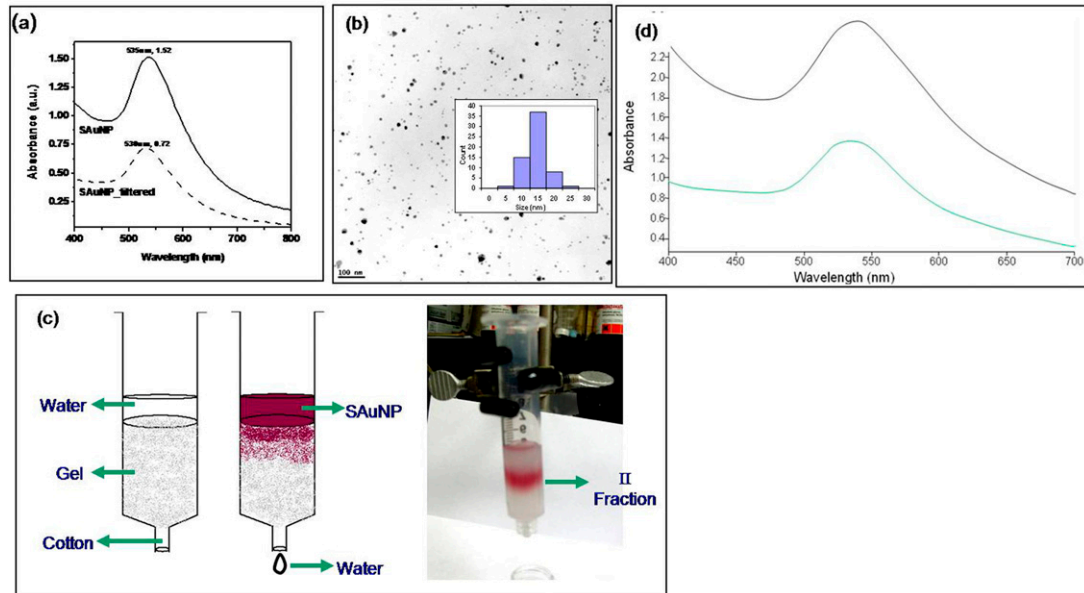 (a)
535nm, 1.52
1.50
1.25
1.00
0.75
0.50
0.25
SAuNP
530nm, 0.72
SAuNP_filtered
400 500 600 700 800
Wavelength (nm)
Absorbance (a.u.)
(b)
40
35
30
25
20
15
10
5
0
Count
0 5 10 15 20 25 30
Size (nm)
100 nm
(d)
2.2
2.0
1.8
1.6
1.4
1.2
1.0
0.8
0.6
0.4
Absorbance
400 450 500 550 600 650 700
Wavelength (nm)
(c)
Water
SAuNP
Gel
II
Fraction
Cotton
Water